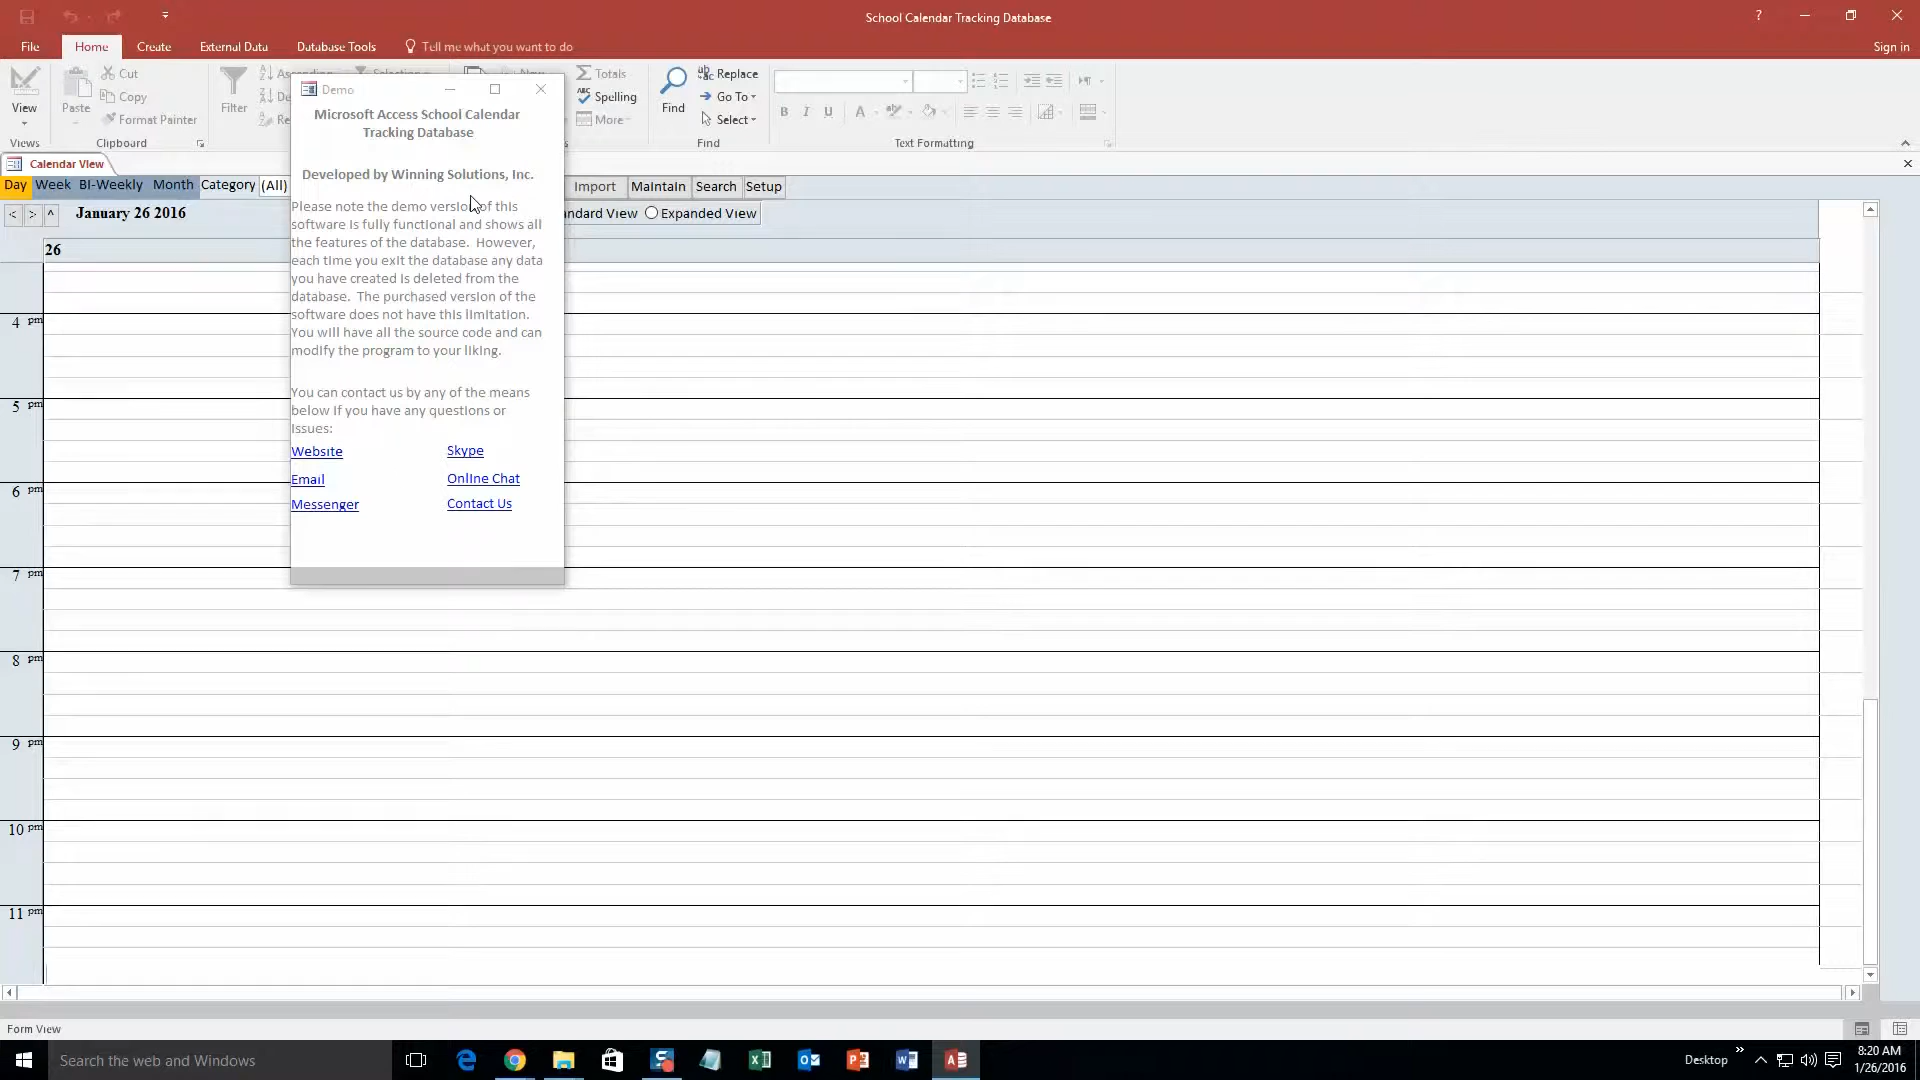 School Calendar Tracking Database
?
File Home Create External Data Database Tools Tell me what you want to do Sign in
View Paste Cut Copy Format Painter Filter
New Totals Spelling More
Find Replace Go To Select
Views Clipboard Find Text Formatting
B I U A
Calendar View
Day Week Bi-Weekly Month Category (All) Import Maintain Search Setup
< > ^ January 26 2016 ndard View Expanded View
26
Demo
Microsoft Access School Calendar
Tracking Database
Developed by Winning Solutions, Inc.
Please note the demo version of this
software is fully functional and shows all
the features of the database. However,
each time you exit the database any data
you have created is deleted from the
database. The purchased version of the
software does not have this limitation.
You will have all the source code and can
modify the program to your liking.
You can contact us by any of the means
below if you have any questions or
issues:
Website Skype
Email Online Chat
Messenger Contact Us
4 pm
5 pm
6 pm
7 pm
8 pm
9 pm
10 pm
11 pm
Form View
Search the web and Windows
Desktop
8:20 AM
1/26/2016